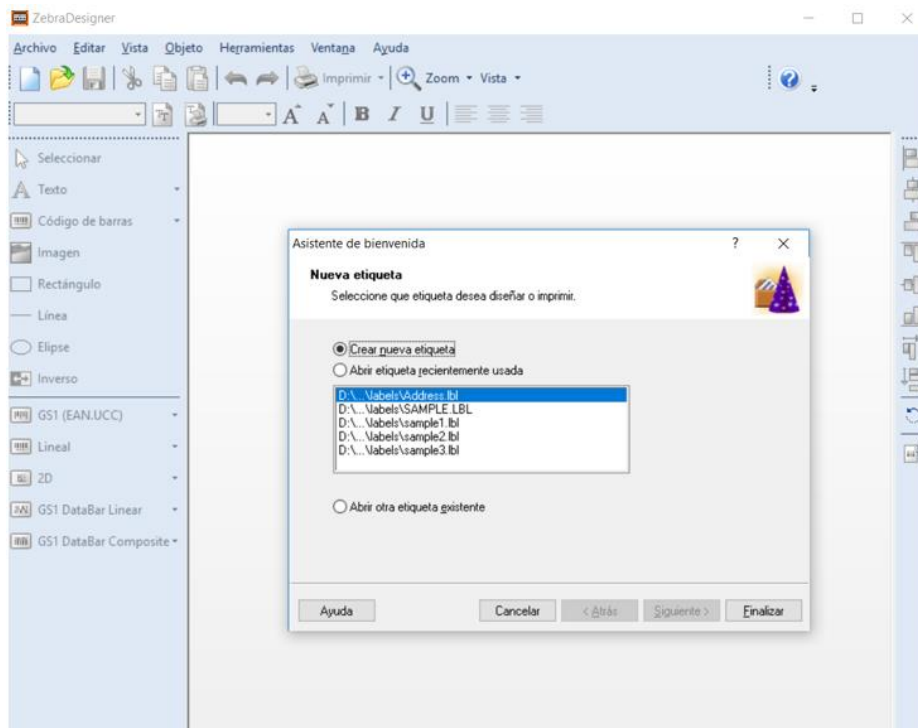 ZebraDesigner
Archivo Editar Vista Objeto Herramientas Ventana Ayuda
Imprimir Zoom Vista
B I U
Seleccionar
Texto
Código de barras
Imagen
Rectángulo
Línea
Elipse
Inverso
GS1 (EAN.UCC)
Lineal
2D
GS1 DataBar Linear
GS1 DataBar Composite
Asistente de bienvenida
Nueva etiqueta
Seleccione que etiqueta desea diseñar o imprimir.
Crear nueva etiqueta
Abrir etiqueta recientemente usada
D:\...\labels\Address.lbl
D:\...\labels\SAMPLE.LBL
D:\...\labels\sample1.lbl
D:\...\labels\sample2.lbl
D:\...\labels\sample3.lbl
Abrir otra etiqueta existente
Ayuda Cancelar < Atrás Siguiente > Finalizar